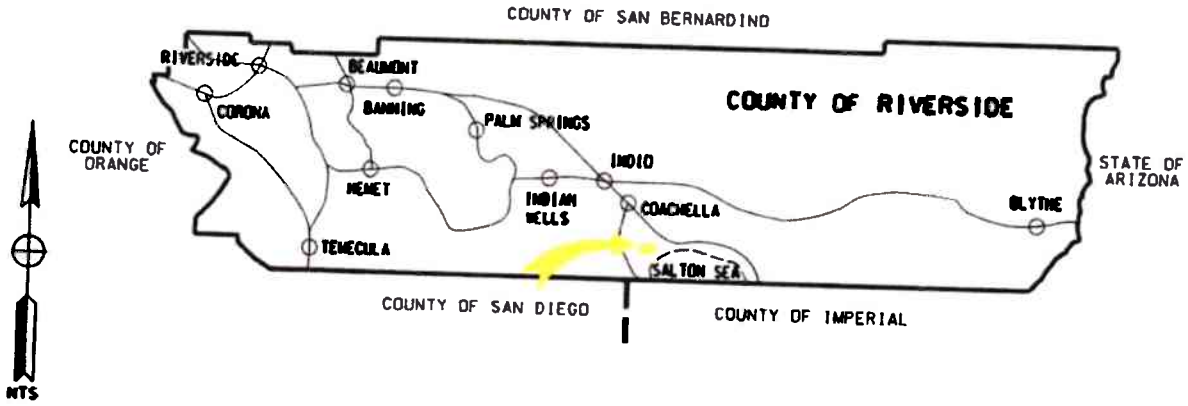 COUNTY OF SAN BERNARDINO
RIVERSIDE
BEAUMONT
CORONA
BANNING
COUNTY OF RIVERSIDE
PALM SPRINGS
COUNTY OF
ORANGE
INDIO
STATE OF
ARIZONA
HEMET
INDIAN
WELLS
COACHELLA
BLYTHE
TEMECULA
SALTON SEA
COUNTY OF SAN DIEGO
COUNTY OF IMPERIAL
NTS